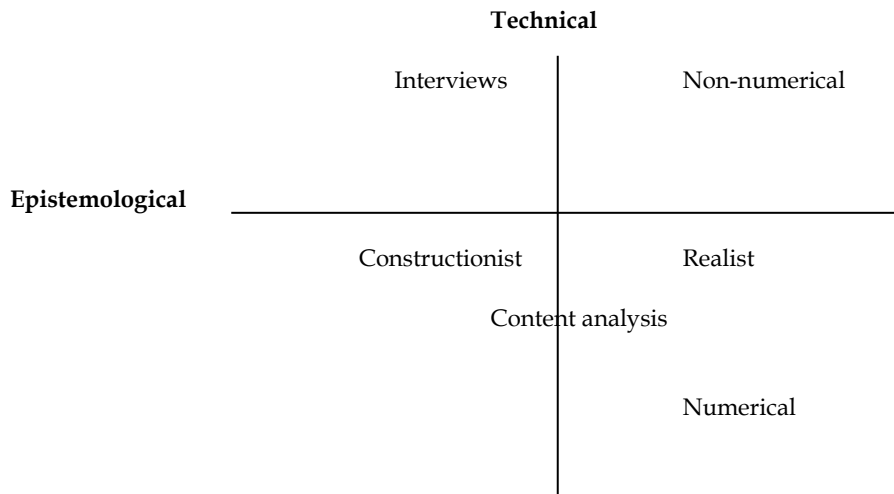 Technical
Interviews Non-numerical
Epistemological
Constructionist Realist
Content analysis
Numerical